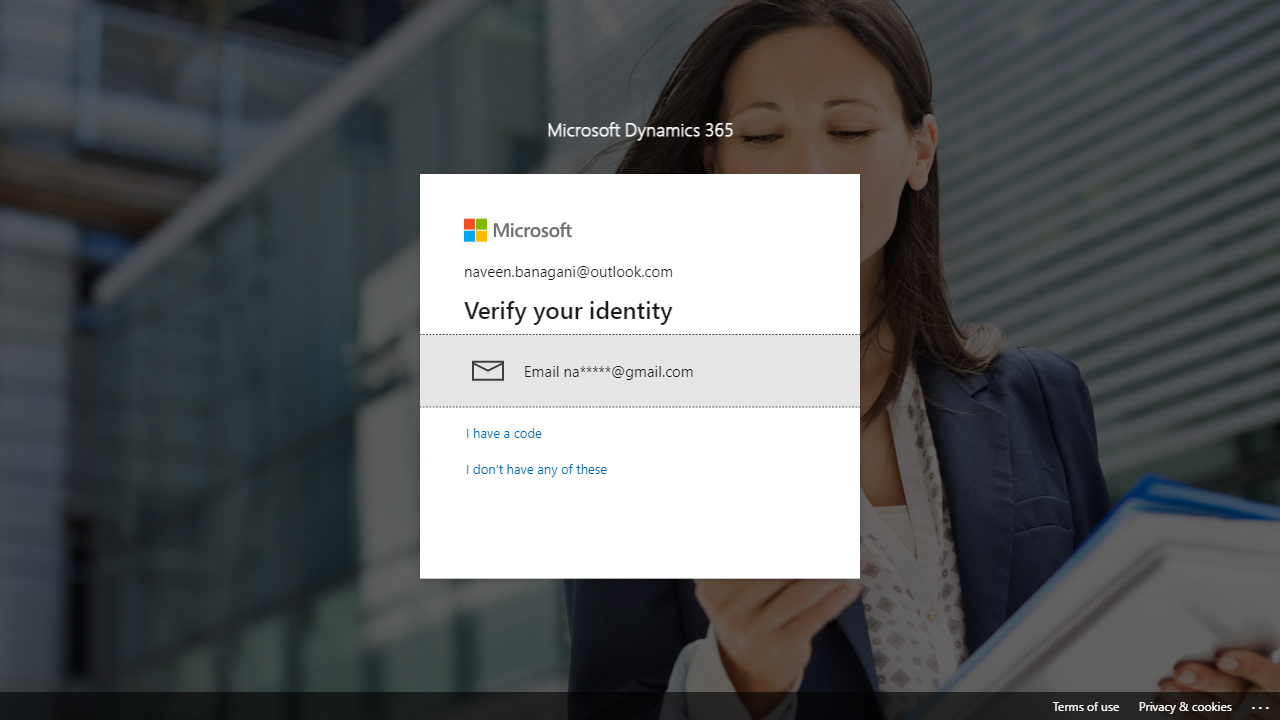 Microsoft Dynamics 365
Microsoft
naveen.banagani@outlook.com
Verify your identity
Email na*****@gmail.com
I have a code
I don't have any of these
Terms of use Privacy & cookies ...